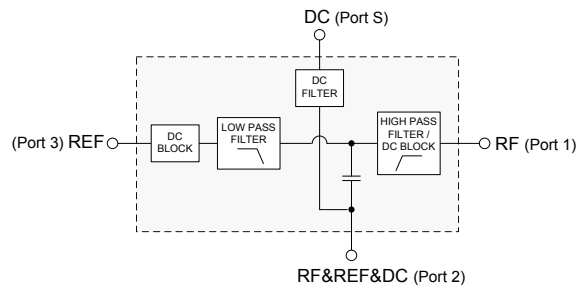 DC (Port S)
DC
FILTER
(Port 3) REF
DC
BLOCK
LOW PASS
FILTER
HIGH PASS
FILTER /
DC BLOCK
RF (Port 1)
RF&REF&DC (Port 2)